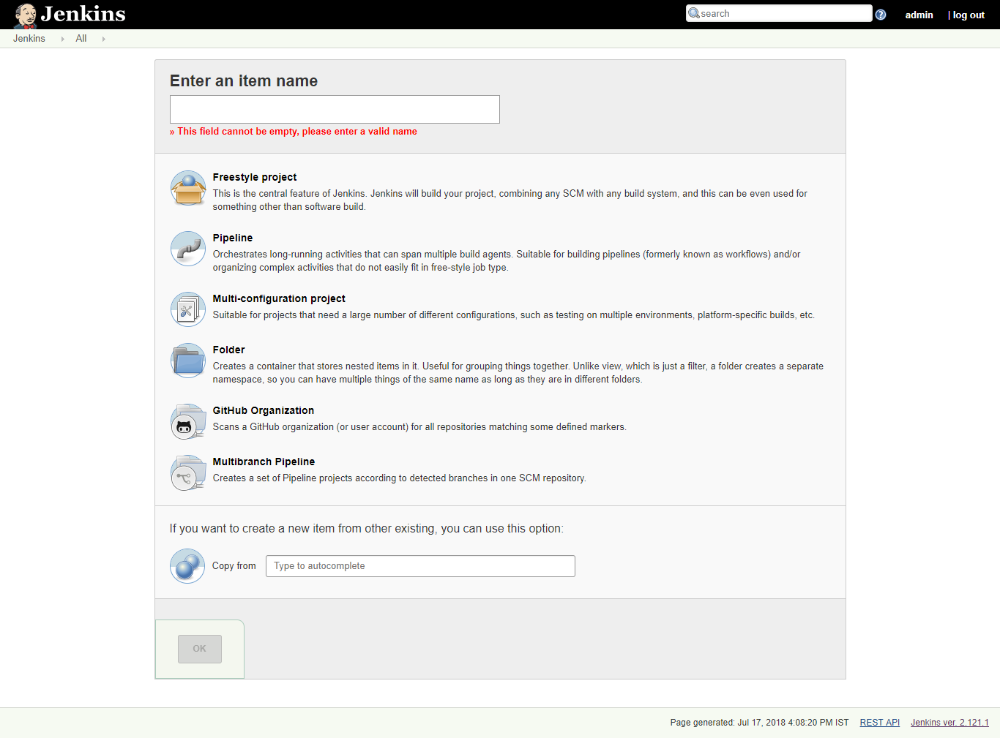 Jenkins
search
admin
| log out
Jenkins
All
Enter an item name
» This field cannot be empty, please enter a valid name
Freestyle project
This is the central feature of Jenkins. Jenkins will build your project, combining any SCM with any build system, and this can be even used for
something other than software build.
Pipeline
Orchestrates long-running activities that can span multiple build agents. Suitable for building pipelines (formerly known as workflows) and/or
organizing complex activities that do not easily fit in free-style job type.
Multi-configuration project
Suitable for projects that need a large number of different configurations, such as testing on multiple environments, platform-specific builds, etc.
Folder
Creates a container that stores nested items in it. Useful for grouping things together. Unlike view, which is just a filter, a folder creates a separate
namespace, so you can have multiple things of the same name as long as they are in different folders.
GitHub Organization
Scans a GitHub organization (or user account) for all repositories matching some defined markers.
Multibranch Pipeline
Creates a set of Pipeline projects according to detected branches in one SCM repository.
If you want to create a new item from other existing, you can use this option:
Copy from
Type to autocomplete
OK
Page generated: Jul 17, 2018 4:08:20 PM IST
REST API
Jenkins ver. 2.121.1